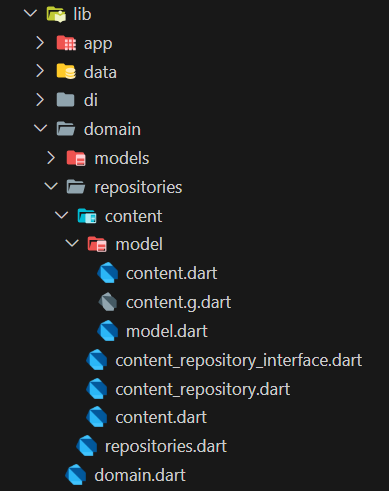 lib
app
data
di
domain
models
repositories
content
model
content.dart
content.g.dart
model.dart
content_repository_interface.dart
content_repository.dart
content.dart
repositories.dart
domain.dart